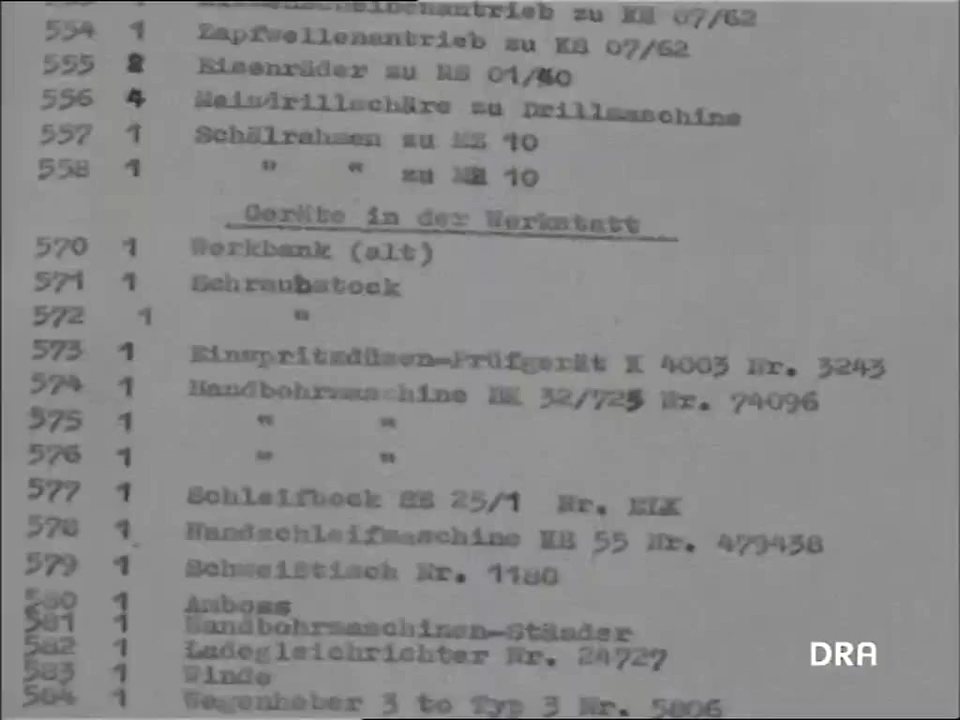 antrieb zu 07/62
554 1 Zapfwellenantrieb zu 07/62
555 2 Eisenräder zu RS 01/40
556 4 zu Drillmaschine
557 1 Schälrahmen zu 10
558 1 " " zu 10
Geräte in der Werkstatt
570 1 Werkbank (alt)
571 1 Schraubstock
572 1 "
573 1 Einspritzdüsen-Prüfgerät 4003 Nr. 3243
574 1 Handbohrmaschine 32/725 Nr. 74096
575 1 " "
576 1 " "
577 1 Schleifbock 25/1 Nr.
578 1 Handschleifmaschine 55 Nr. 479438
579 1 Schweißtisch Nr. 1180
580 1 Amboss
581 1 Handbohrmaschinen-Ständer
582 1 Ladegleichrichter Nr. 24727
583 1 Winde
584 1 Wagenheber 3 to Typ 3 Nr. 5806
DRA